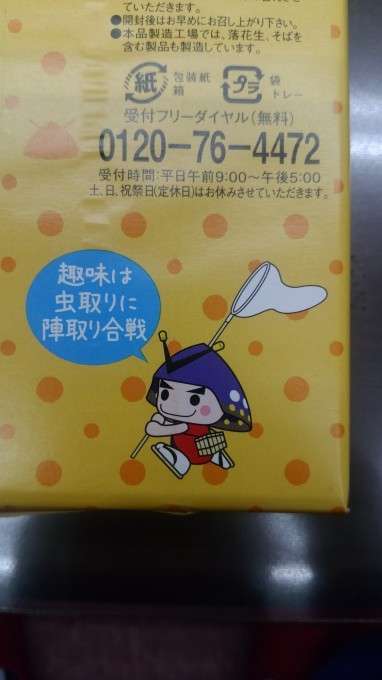 ていただきます。
●開封後はお早めにお召し上がり下さい。
●本品製造工場では、落花生、そばを
含む製品も製造しています。
紙 包装紙 箱 プラ 袋 トレー
受付フリーダイヤル(無料)
0120-76-4472
受付時間:平日午前9:00〜午後5:00
土、日、祝祭日(定休日)はお休みさせていただきます。
趣味は
虫取りに
陣取り合戦